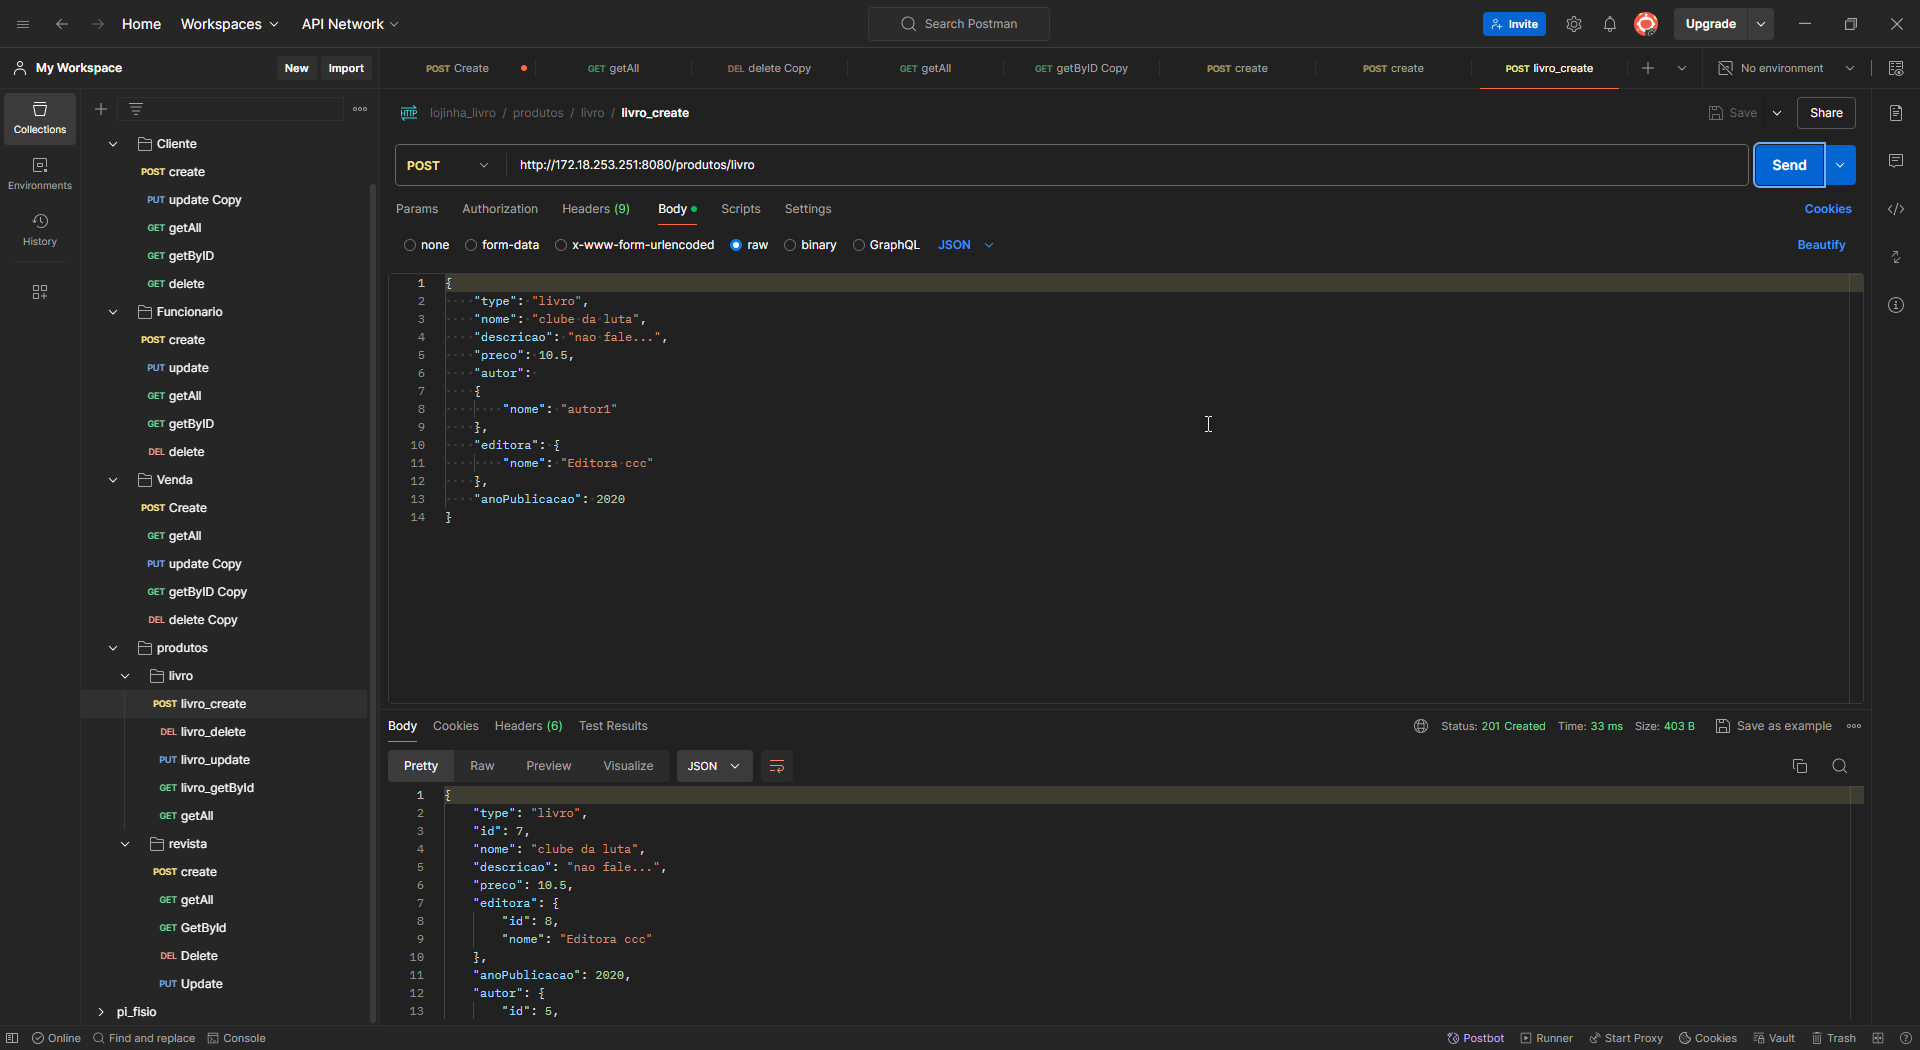 Home Workspaces API Network Search Postman Invite Upgrade
My Workspace New Import
POST Create GET getAll DEL delete Copy GET getAll GET getByID Copy POST create POST create POST livro_create No environment
HTTP lojinha_livro / produtos / livro / livro_create Save Share
POST http://172.18.253.251:8080/produtos/livro Send
Params Authorization Headers (9) Body Scripts Settings Cookies
none form-data x-www-form-urlencoded raw binary GraphQL JSON Beautify
1 {
2 "type": "livro",
3 "nome": "clube da luta",
4 "descricao": "nao fale...",
5 "preco": 10.5,
6 "autor":
7 {
8 "nome": "autor1"
9 },
10 "editora": {
11 "nome": "Editora ccc"
12 },
13 "anoPublicacao": 2020
14 }
Body Cookies Headers (6) Test Results Status: 201 Created Time: 33 ms Size: 403 B Save as example
Pretty Raw Preview Visualize JSON
1 {
2 "type": "livro",
3 "id": 7,
4 "nome": "clube da luta",
5 "descricao": "nao fale...",
6 "preco": 10.5,
7 "editora": {
8 "id": 8,
9 "nome": "Editora ccc"
10 },
11 "anoPublicacao": 2020,
12 "autor": {
13 "id": 5,
Collections
Environments
History
Cliente
POST create
PUT update Copy
GET getAll
GET getByID
GET delete
Funcionario
POST create
PUT update
GET getAll
GET getByID
DEL delete
Venda
POST Create
GET getAll
PUT update Copy
GET getByID Copy
DEL delete Copy
produtos
livro
POST livro_create
DEL livro_delete
PUT livro_update
GET livro_getById
GET getAll
revista
POST create
GET getAll
GET GetById
DEL Delete
PUT Update
pi_fisio
Online Find and replace Console Postbot Runner Start Proxy Cookies Vault Trash